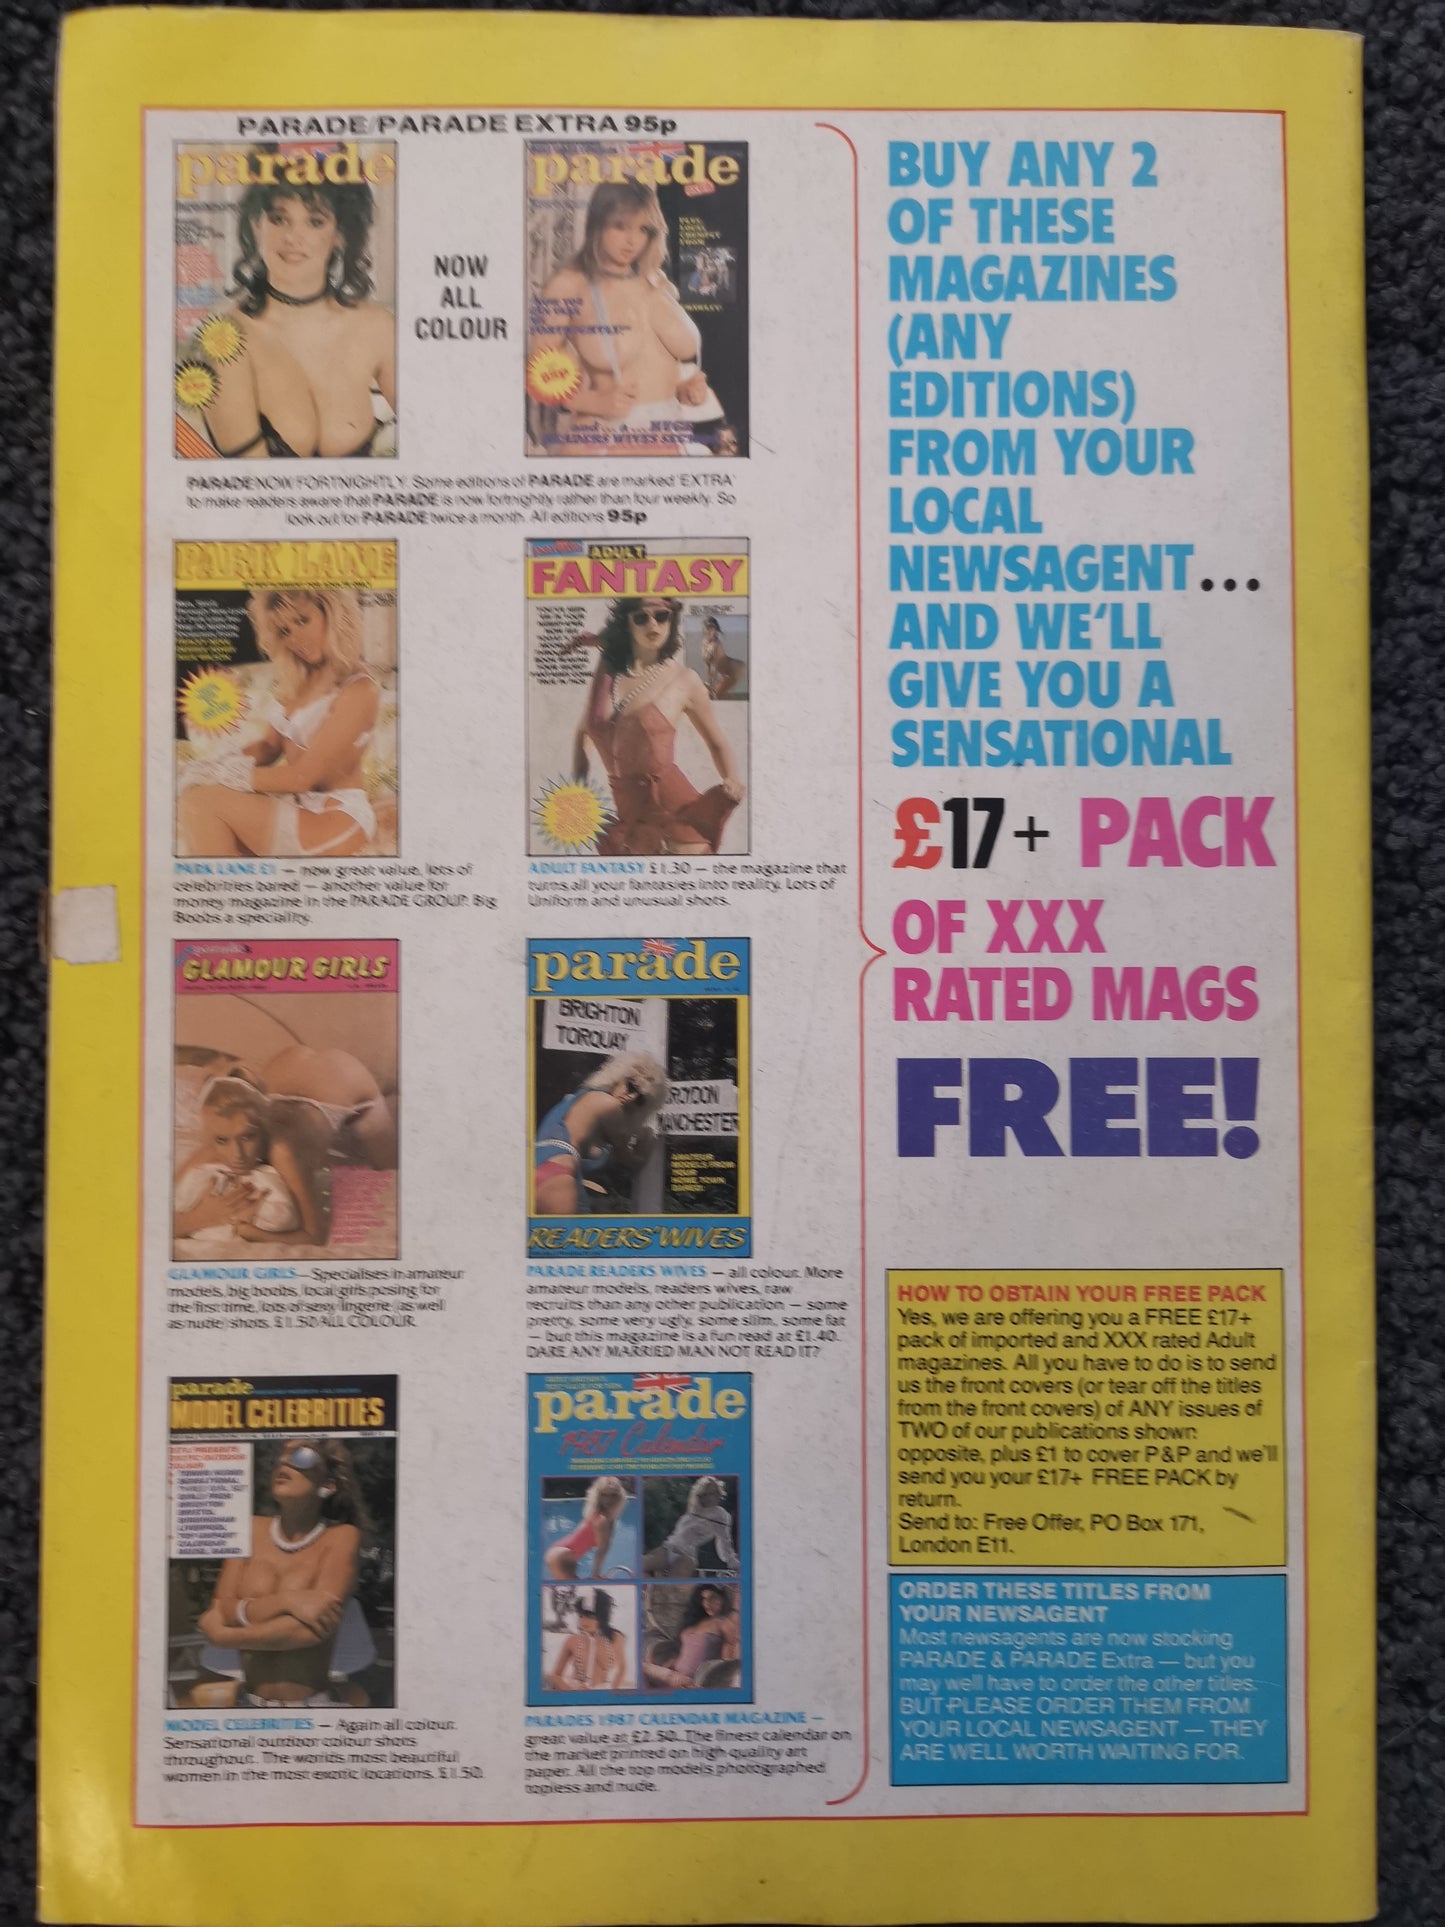 PARADE/PARADE EXTRA 95p
parade
parade
NOW
ALL
COLOUR
and ... a ... HUGE
READERS WIVES
PARADE NOW FORTNIGHTLY. Some editions of PARADE are marked 'EXTRA'
to make readers aware that PARADE is now fortnightly rather than four weekly. So
look out for PARADE twice a month. All editions 95p
PARK LANE
ADULT
FANTASY
PARK LANE £1 — now great value, lots of
celebrities bared — another value for
money magazine in the PARADE GROUP. Big
Boobs a speciality.
ADULT FANTASY £1.30 — the magazine that
turns all your fantasies into reality. Lots of
Uniform and unusual shots.
GLAMOUR GIRLS
parade
BRIGHTON
TORQUAY
CROYDON
MANCHESTER
AMATEUR
MODELS FROM
YOUR
HOME TOWN
BARED!
READERS' WIVES
GLAMOUR GIRLS — Specialises in amateur
models, big boobs, local girls posing for
the first time, lots of sexy lingerie (as well
as nude) shots. £1.50 ALL COLOUR.
PARADE READERS WIVES — all colour. More
amateur models, readers wives, raw
recruits than any other publication — some
pretty, some very ugly, some slim, some fat
— but this magazine is a fun read at £1.40.
DARE ANY MARRIED MAN NOT READ IT?
parade
MODEL CELEBRITIES
parade
1987 Calendar
MODEL CELEBRITIES — Again all colour.
Sensational outdoor colour shots
throughout. The worlds most beautiful
women in the most exotic locations. £1.50.
PARADES 1987 CALENDAR MAGAZINE —
great value at £2.50. The finest calendar on
the market printed on high quality art
paper. All the top models photographed
topless and nude.
BUY ANY 2
OF THESE
MAGAZINES
(ANY
EDITIONS)
FROM YOUR
LOCAL
NEWSAGENT...
AND WE'LL
GIVE YOU A
SENSATIONAL
£17+ PACK
OF XXX
RATED MAGS
FREE!
HOW TO OBTAIN YOUR FREE PACK
Yes, we are offering you a FREE £17+
pack of imported and XXX rated Adult
magazines. All you have to do is to send
us the front covers (or tear off the titles
from the front covers) of ANY issues of
TWO of our publications shown
opposite, plus £1 to cover P&P and we'll
send you your £17+ FREE PACK by
return.
Send to: Free Offer, PO Box 171,
London E11.
ORDER THESE TITLES FROM
YOUR NEWSAGENT
Most newsagents are now stocking
PARADE & PARADE Extra — but you
may well have to order the other titles.
BUT PLEASE ORDER THEM FROM
YOUR LOCAL NEWSAGENT — THEY
ARE WELL WORTH WAITING FOR.